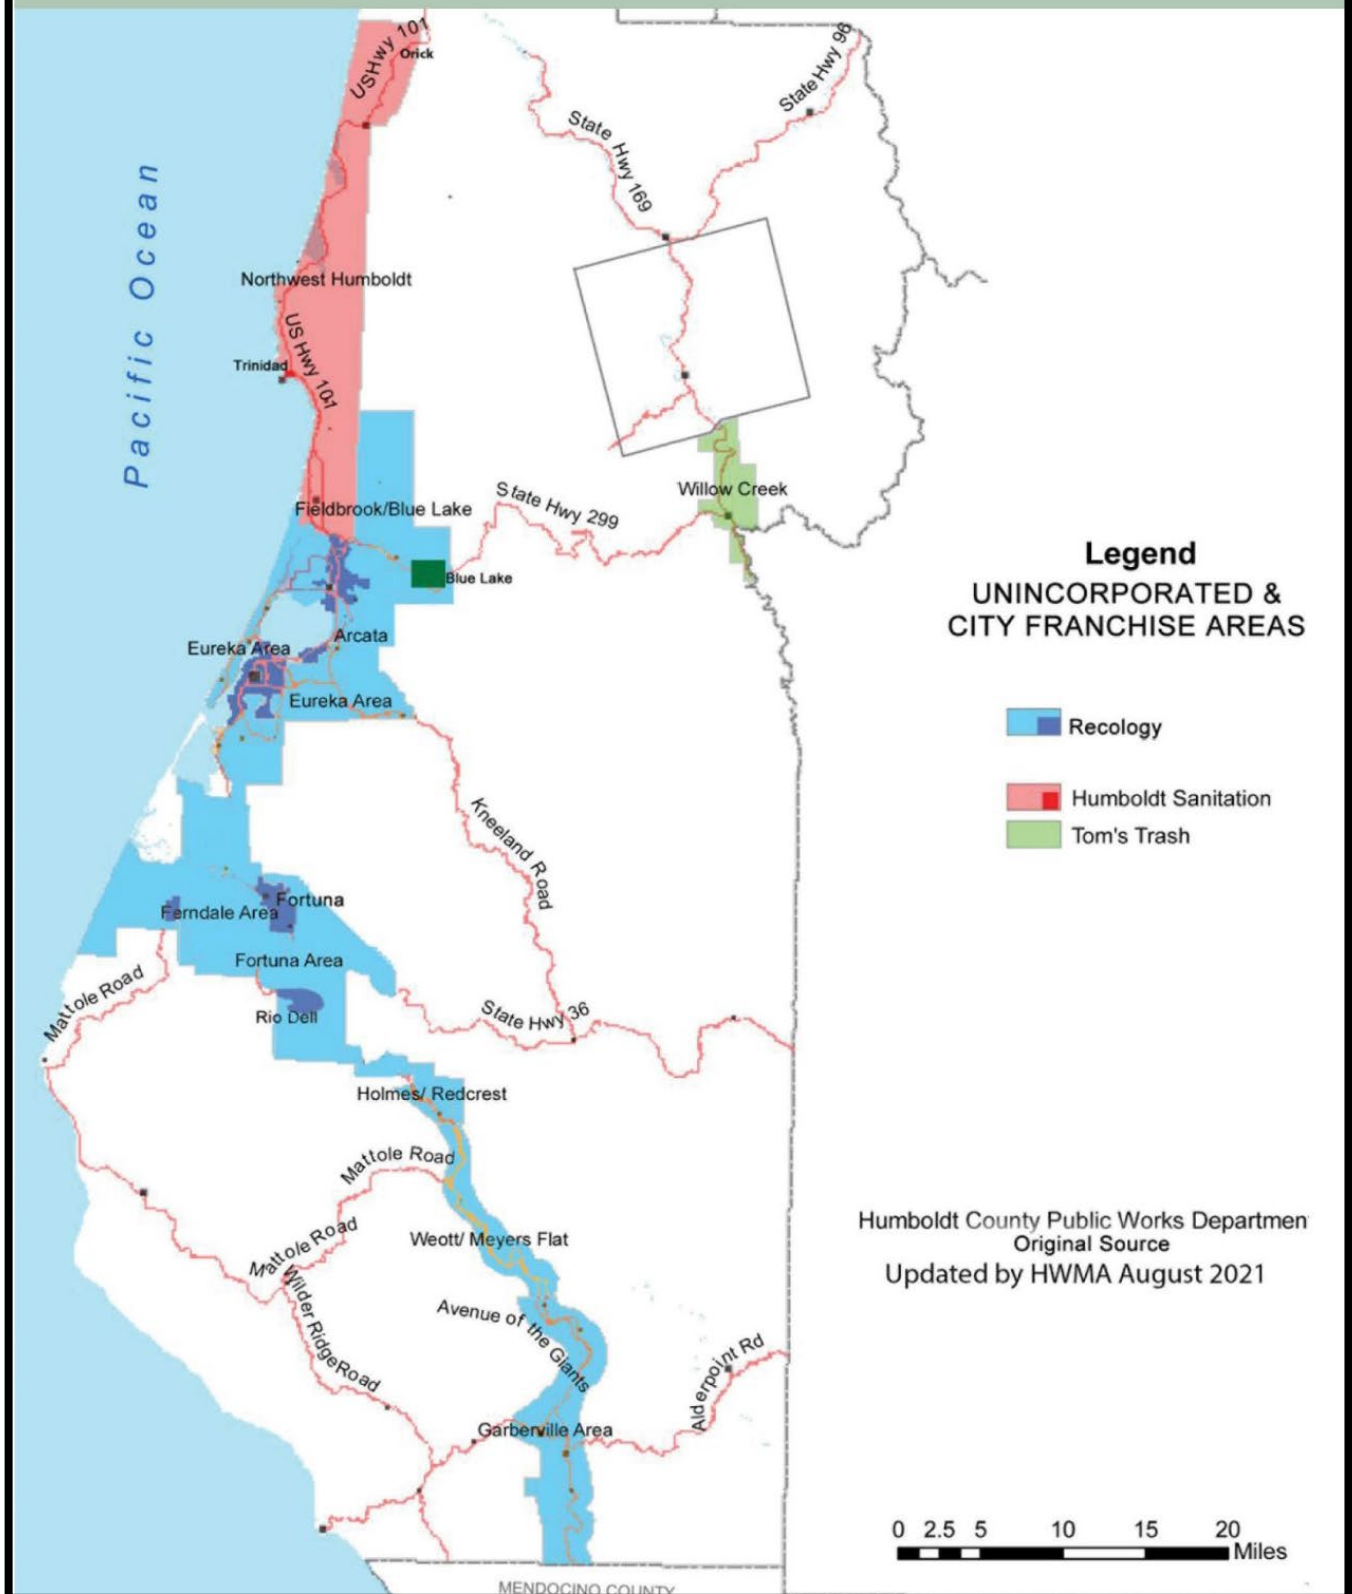 US Hwy 101
Orick
State Hwy 96
State Hwy 169
Pacific Ocean
Northwest Humboldt
US Hwy 101
Trinidad
Willow Creek
State Hwy 299
Fieldbrook/Blue Lake
Blue Lake
Arcata
Eureka Area
Eureka Area
Legend
UNINCORPORATED &
CITY FRANCHISE AREAS
Recology
Humboldt Sanitation
Tom's Trash
Kneeland Road
Fortuna
Ferndale Area
Fortuna Area
Mattole Road
Rio Dell
State Hwy 36
Holmes/ Redcrest
Mattole Road
Mattole Road
Weott/ Meyers Flat
Wilder Ridge Road
Avenue of the Giants
Alderpoint Rd
Garberville Area
Humboldt County Public Works Departmen
Original Source
Updated by HWMA August 2021
0 2.5 5 10 15 20
Miles
MENDOCINO COUNTY